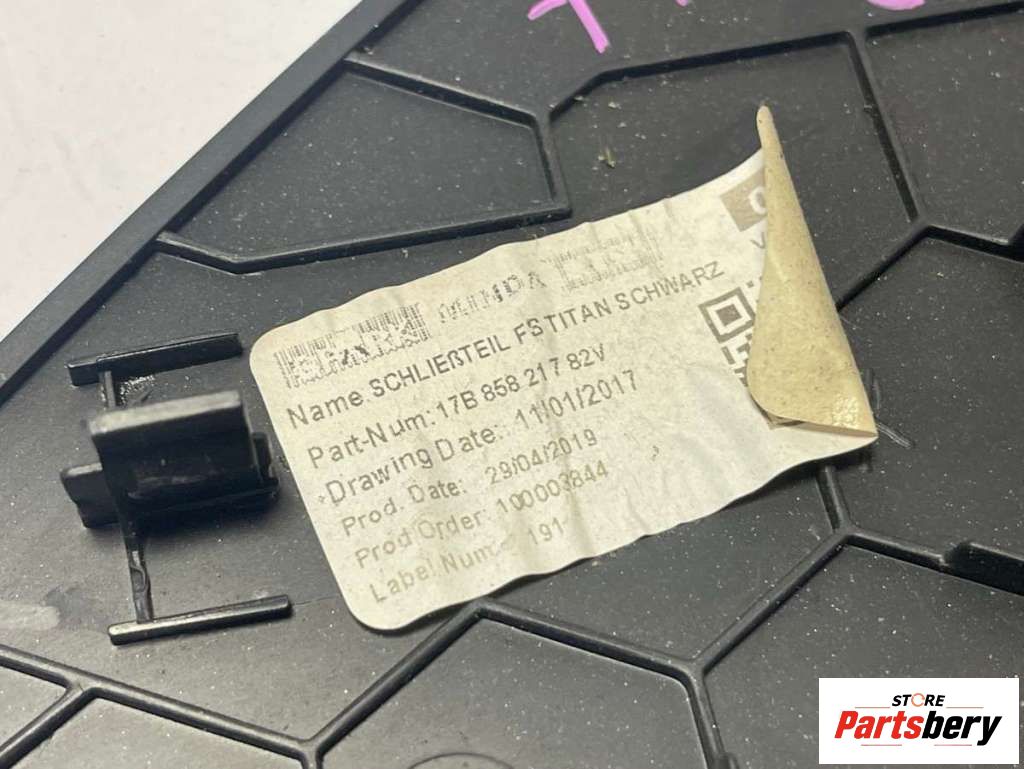 MINDA
Name SCHLIEßTEIL FS TITAN SCHWARZ
Part-Num: 17B 858 217 82V
Drawing Date: 11/01/2017
Prod. Date: 29/04/2019
Prod Order: 100003844
Label Num: 191
STORE
Partsbery